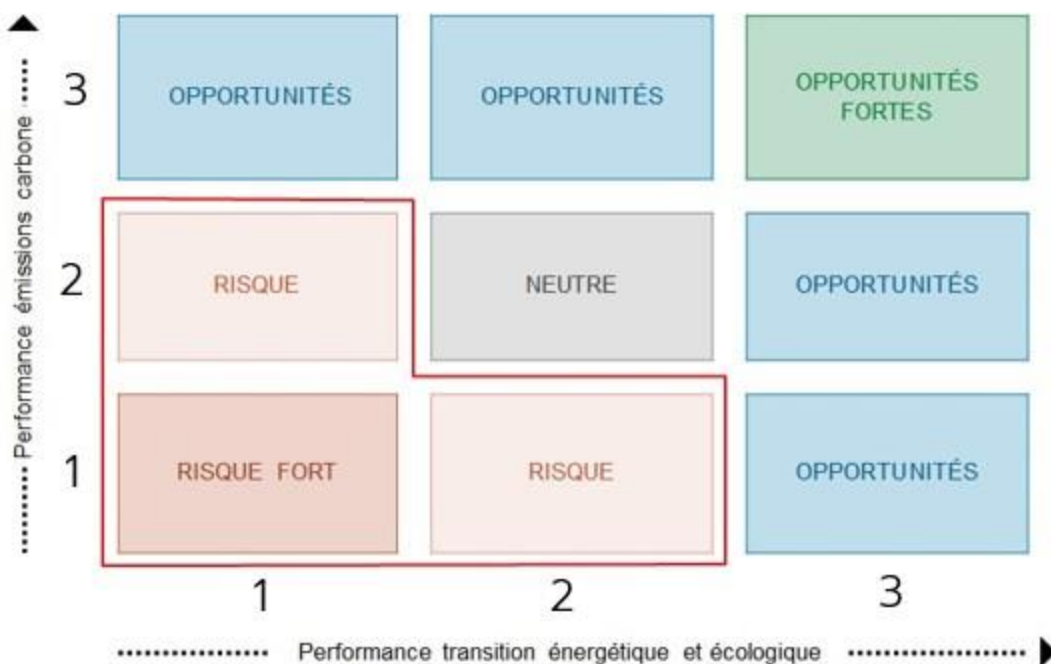 3
OPPORTUNITÉS
OPPORTUNITÉS
OPPORTUNITÉS
FORTES
2
RISQUE
NEUTRE
OPPORTUNITÉS
1
RISQUE FORT
RISQUE
OPPORTUNITÉS
1
2
3
Performance émissions carbone
Performance transition énergétique et écologique